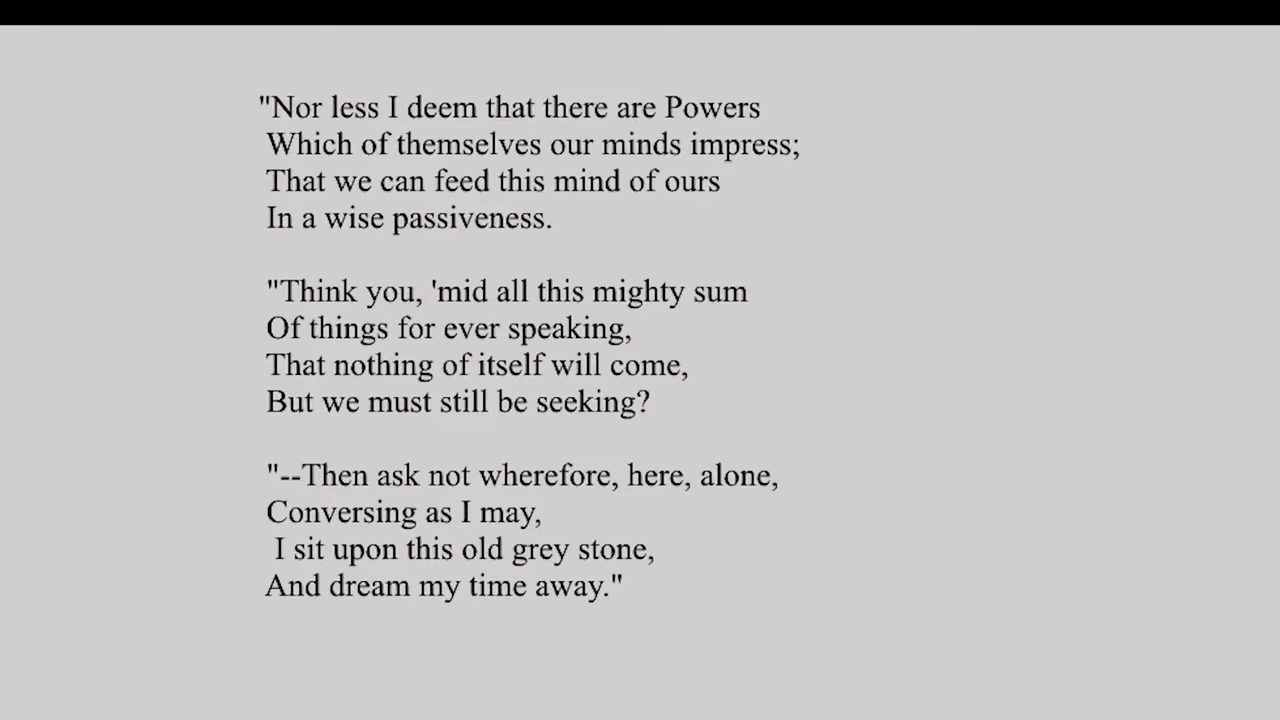 "Nor less I deem that there are Powers
Which of themselves our minds impress;
That we can feed this mind of ours
In a wise passiveness.
"Think you, 'mid all this mighty sum
Of things for ever speaking,
That nothing of itself will come,
But we must still be seeking?
"--Then ask not wherefore, here, alone,
Conversing as I may,
I sit upon this old grey stone,
And dream my time away."